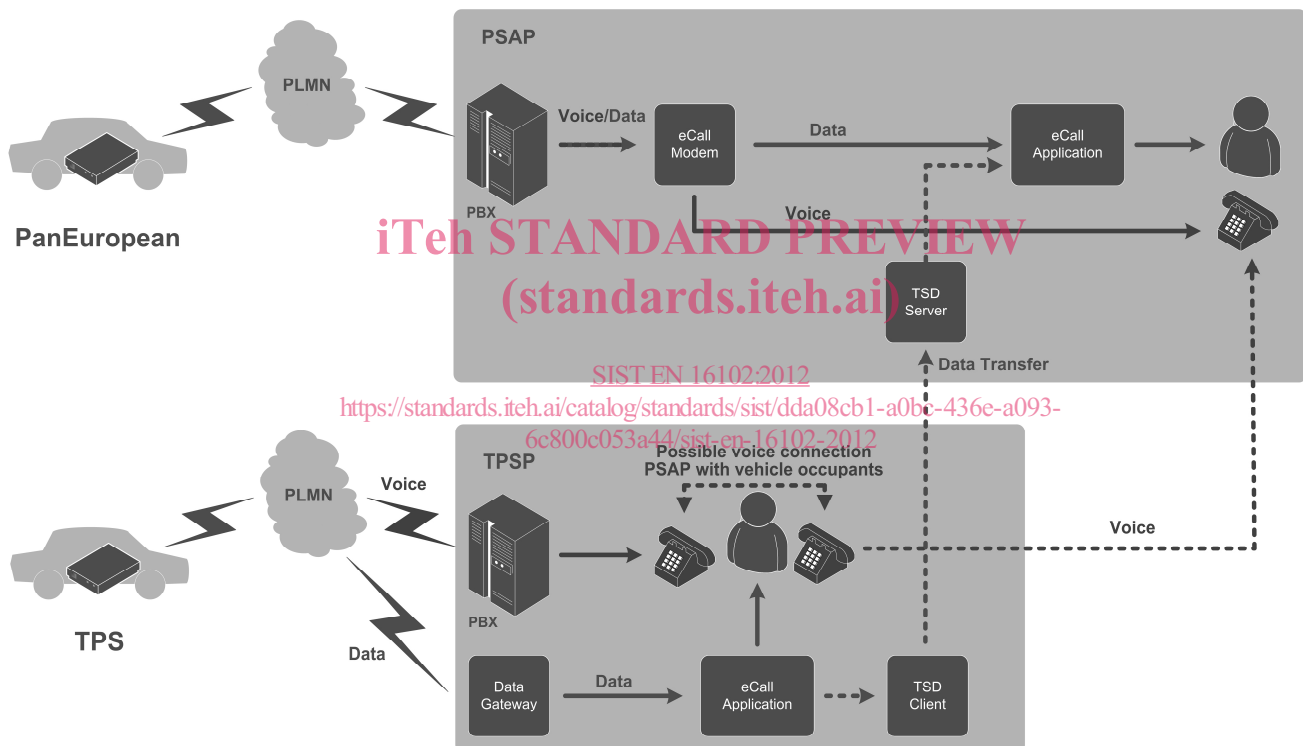 PSAP
PLMN
Voice/Data
eCall
Modem
Data
eCall
Application
PBX
Voice
PanEuropean
iTeh STANDARD PREVIEW
(standards.iteh.ai)
TSD
Server
Data Transfer
SIST EN 16102:2012
https://standards.iteh.ai/catalog/standards/sist/dda08cb1-a0bc-436e-a093-
6c800c053a44/sist-en-16102-2012
TPSP
Possible voice connection
PSAP with vehicle occupants
PLMN
Voice
Voice
PBX
TPS
Data
Data
Gateway
Data
eCall
Application
TSD
Client